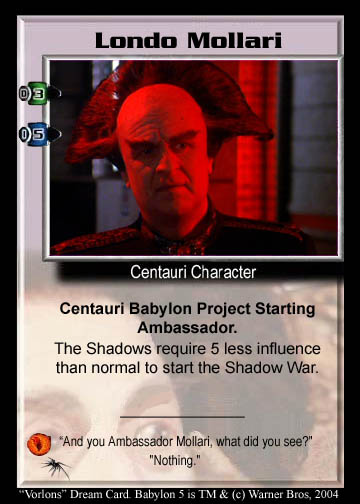 Londo Mollari
D 3
O 5
Centauri Character
Centauri Babylon Project Starting
Ambassador.
The Shadows require 5 less influence
than normal to start the Shadow War.
“And you Ambassador Mollari, what did you see?”
"Nothing."
“Vorlons” Dream Card. Babylon 5 is TM & (c) Warner Bros, 2004